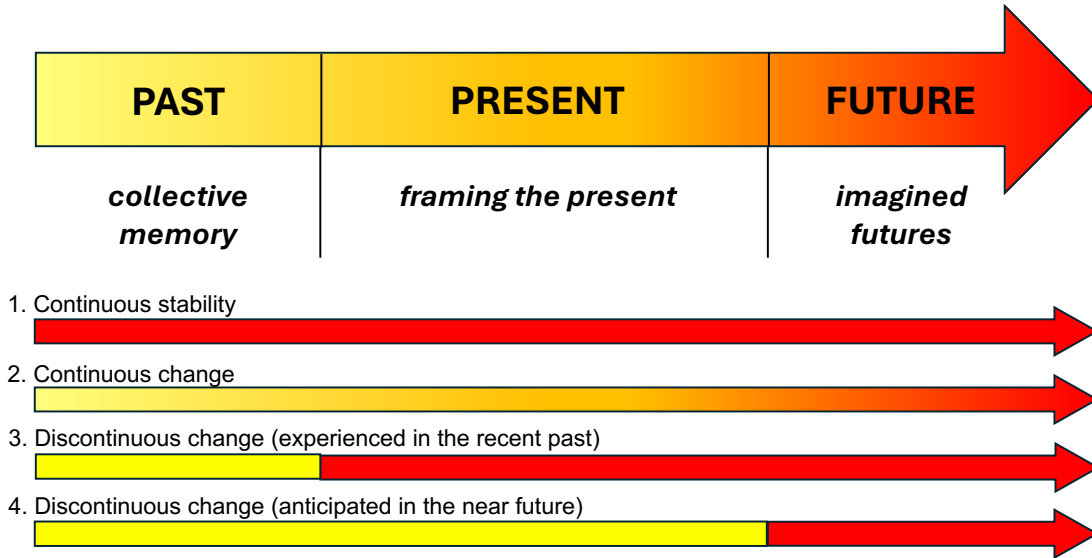 PAST PRESENT FUTURE
collective framing the present imagined
memory futures
1. Continuous stability
2. Continuous change
3. Discontinuous change (experienced in the recent past)
4. Discontinuous change (anticipated in the near future)